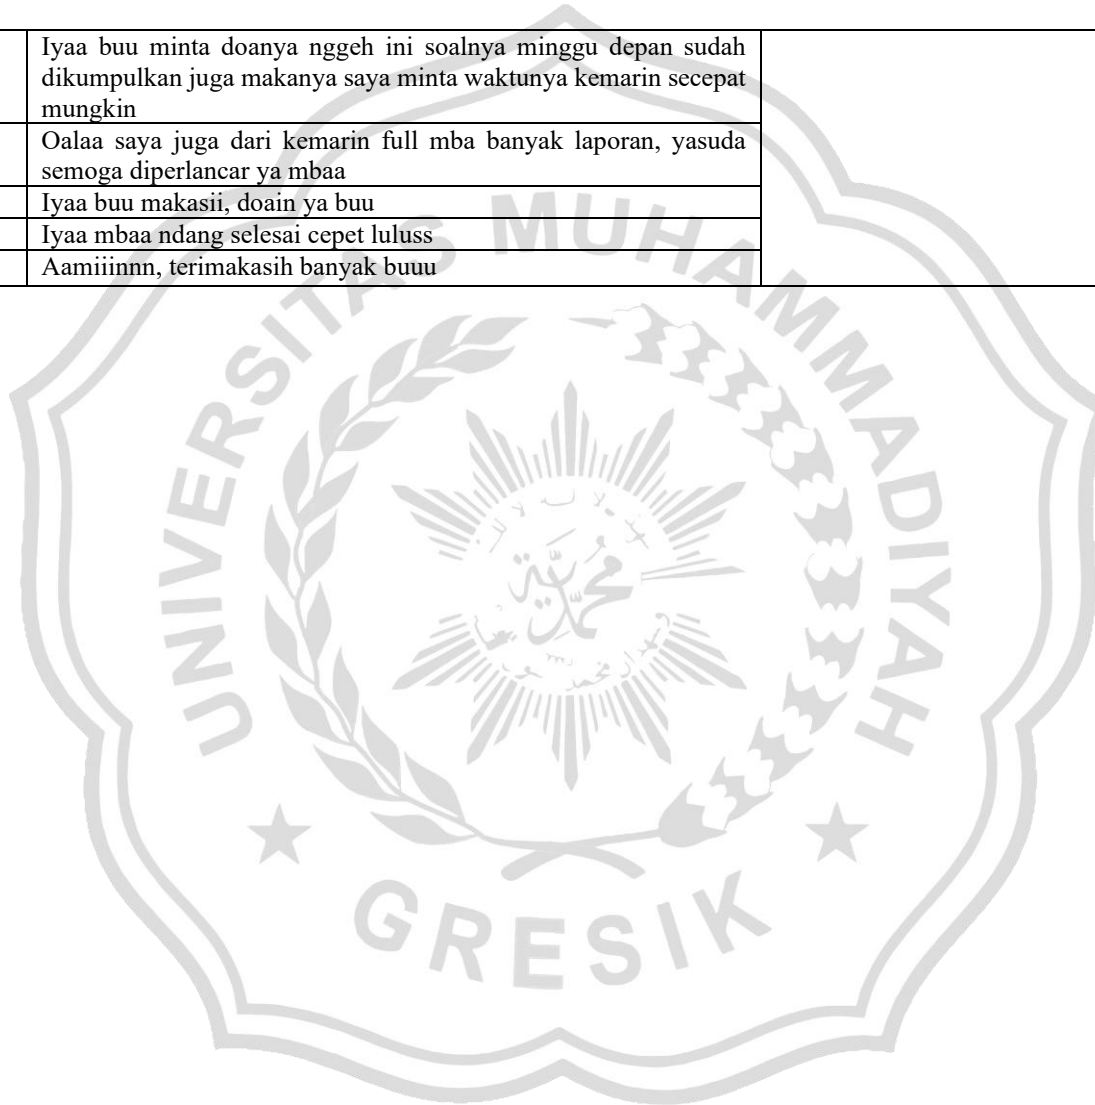 Iyaa buu minta doanya nggeh ini soalnya minggu depan sudah
dikumpulkan juga makanya saya minta waktunya kemarin secepat
mungkin
Oalaa saya juga dari kemarin full mba banyak laporan, yasuda
semoga diperlancar ya mbaa
Iyaa buu makasii, doain ya buu
Iyaa mbaa ndang selesai cepet luluss
Aamiiinnn, terimakasih banyak buuu
UNIVERSITAS MUHAMMADIYAH
GRESIK